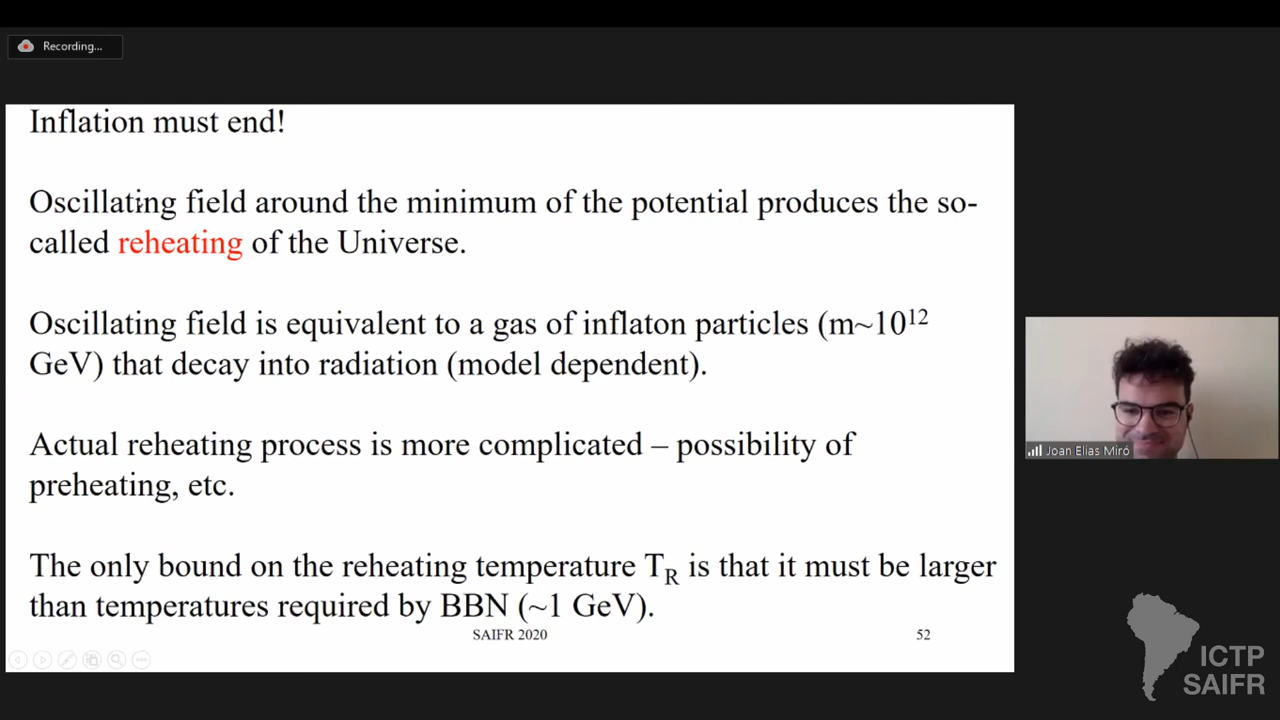 Recording...
Inflation must end!
Oscillating field around the minimum of the potential produces the so-
called reheating of the Universe.
Oscillating field is equivalent to a gas of inflaton particles (m~10¹²
GeV) that decay into radiation (model dependent).
Actual reheating process is more complicated – possibility of
preheating, etc.
The only bound on the reheating temperature T_R is that it must be larger
than temperatures required by BBN (~1 GeV).
SAIFR 2020
52
Joan Elias Miró
ICTP
SAIFR